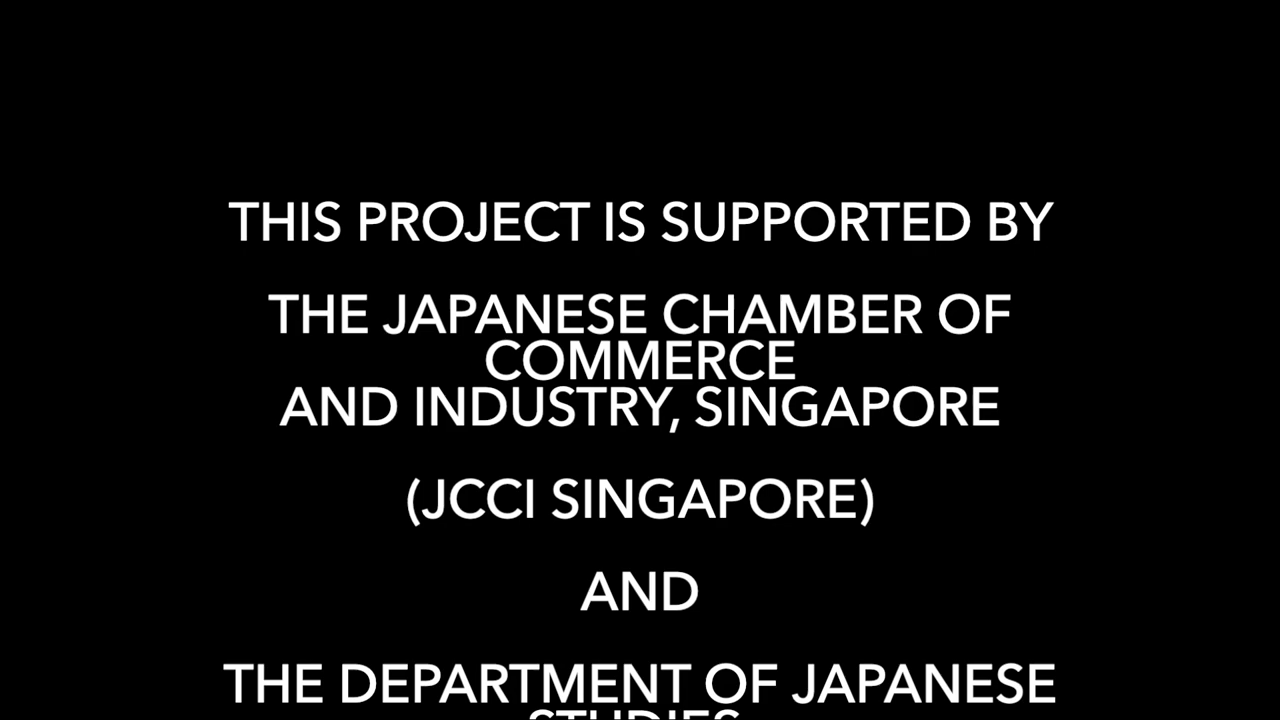 THIS PROJECT IS SUPPORTED BY
THE JAPANESE CHAMBER OF
COMMERCE
AND INDUSTRY, SINGAPORE
(JCCI SINGAPORE)
AND
THE DEPARTMENT OF JAPANESE
STUDIES